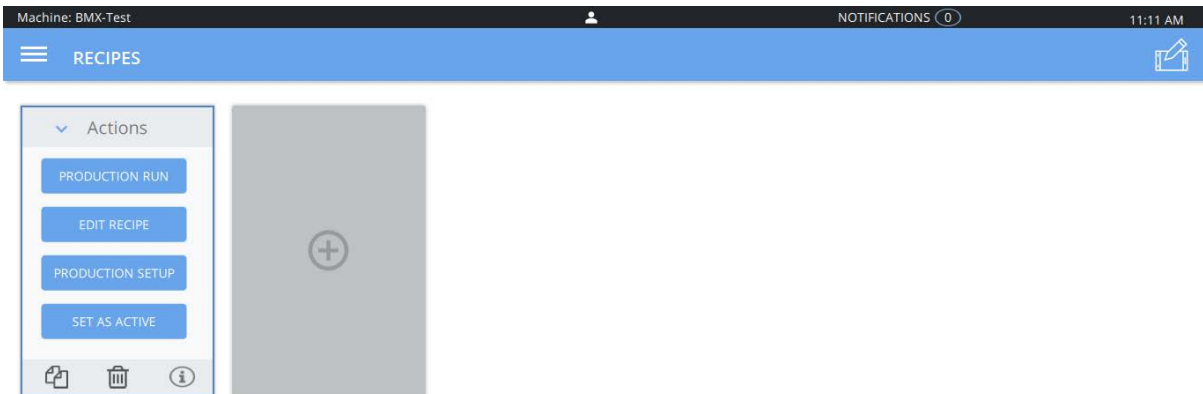 Machine: BMX-Test NOTIFICATIONS 0 11:11 AM
RECIPES
Actions
PRODUCTION RUN
EDIT RECIPE
PRODUCTION SETUP
SET AS ACTIVE